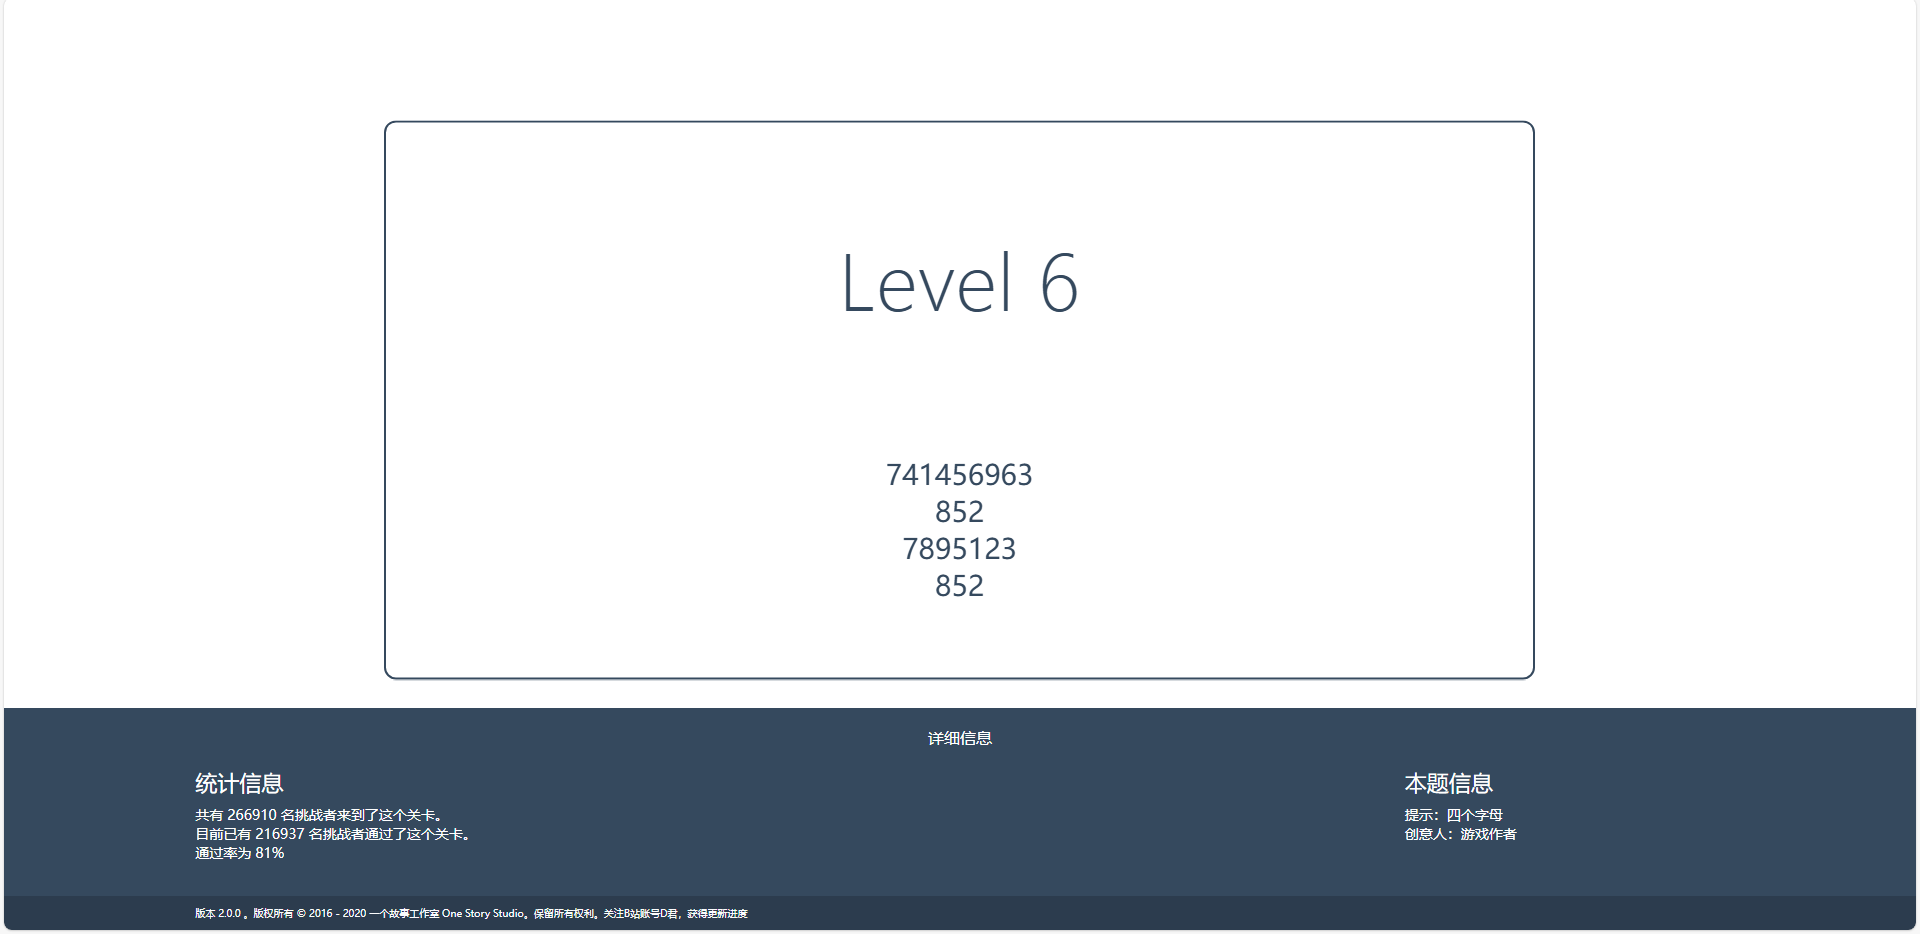 Level 6
741456963
852
7895123
852
详细信息
统计信息
共有 266910 名挑战者来到了这个关卡。
目前已有 216937 名挑战者通过了这个关卡。
通过率为 81%
本题信息
提示：四个字母
创意人：游戏作者
版本 2.0.0 。版权所有 © 2016 - 2020 一个故事工作室 One Story Studio。保留所有权利。关注B站账号D君，获得更新进度